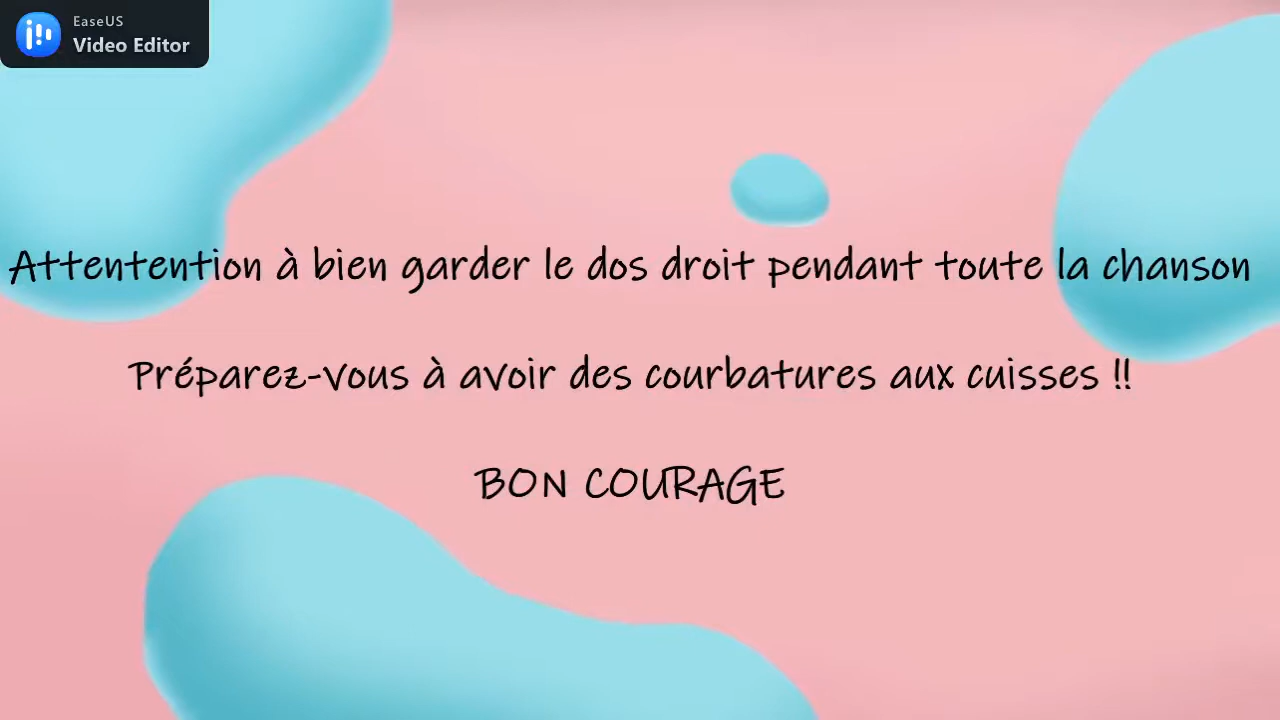 EaseUS
Video Editor
Attentention à bien garder le dos droit pendant toute la chanson
Préparez-vous à avoir des courbatures aux cuisses !!
BON COURAGE